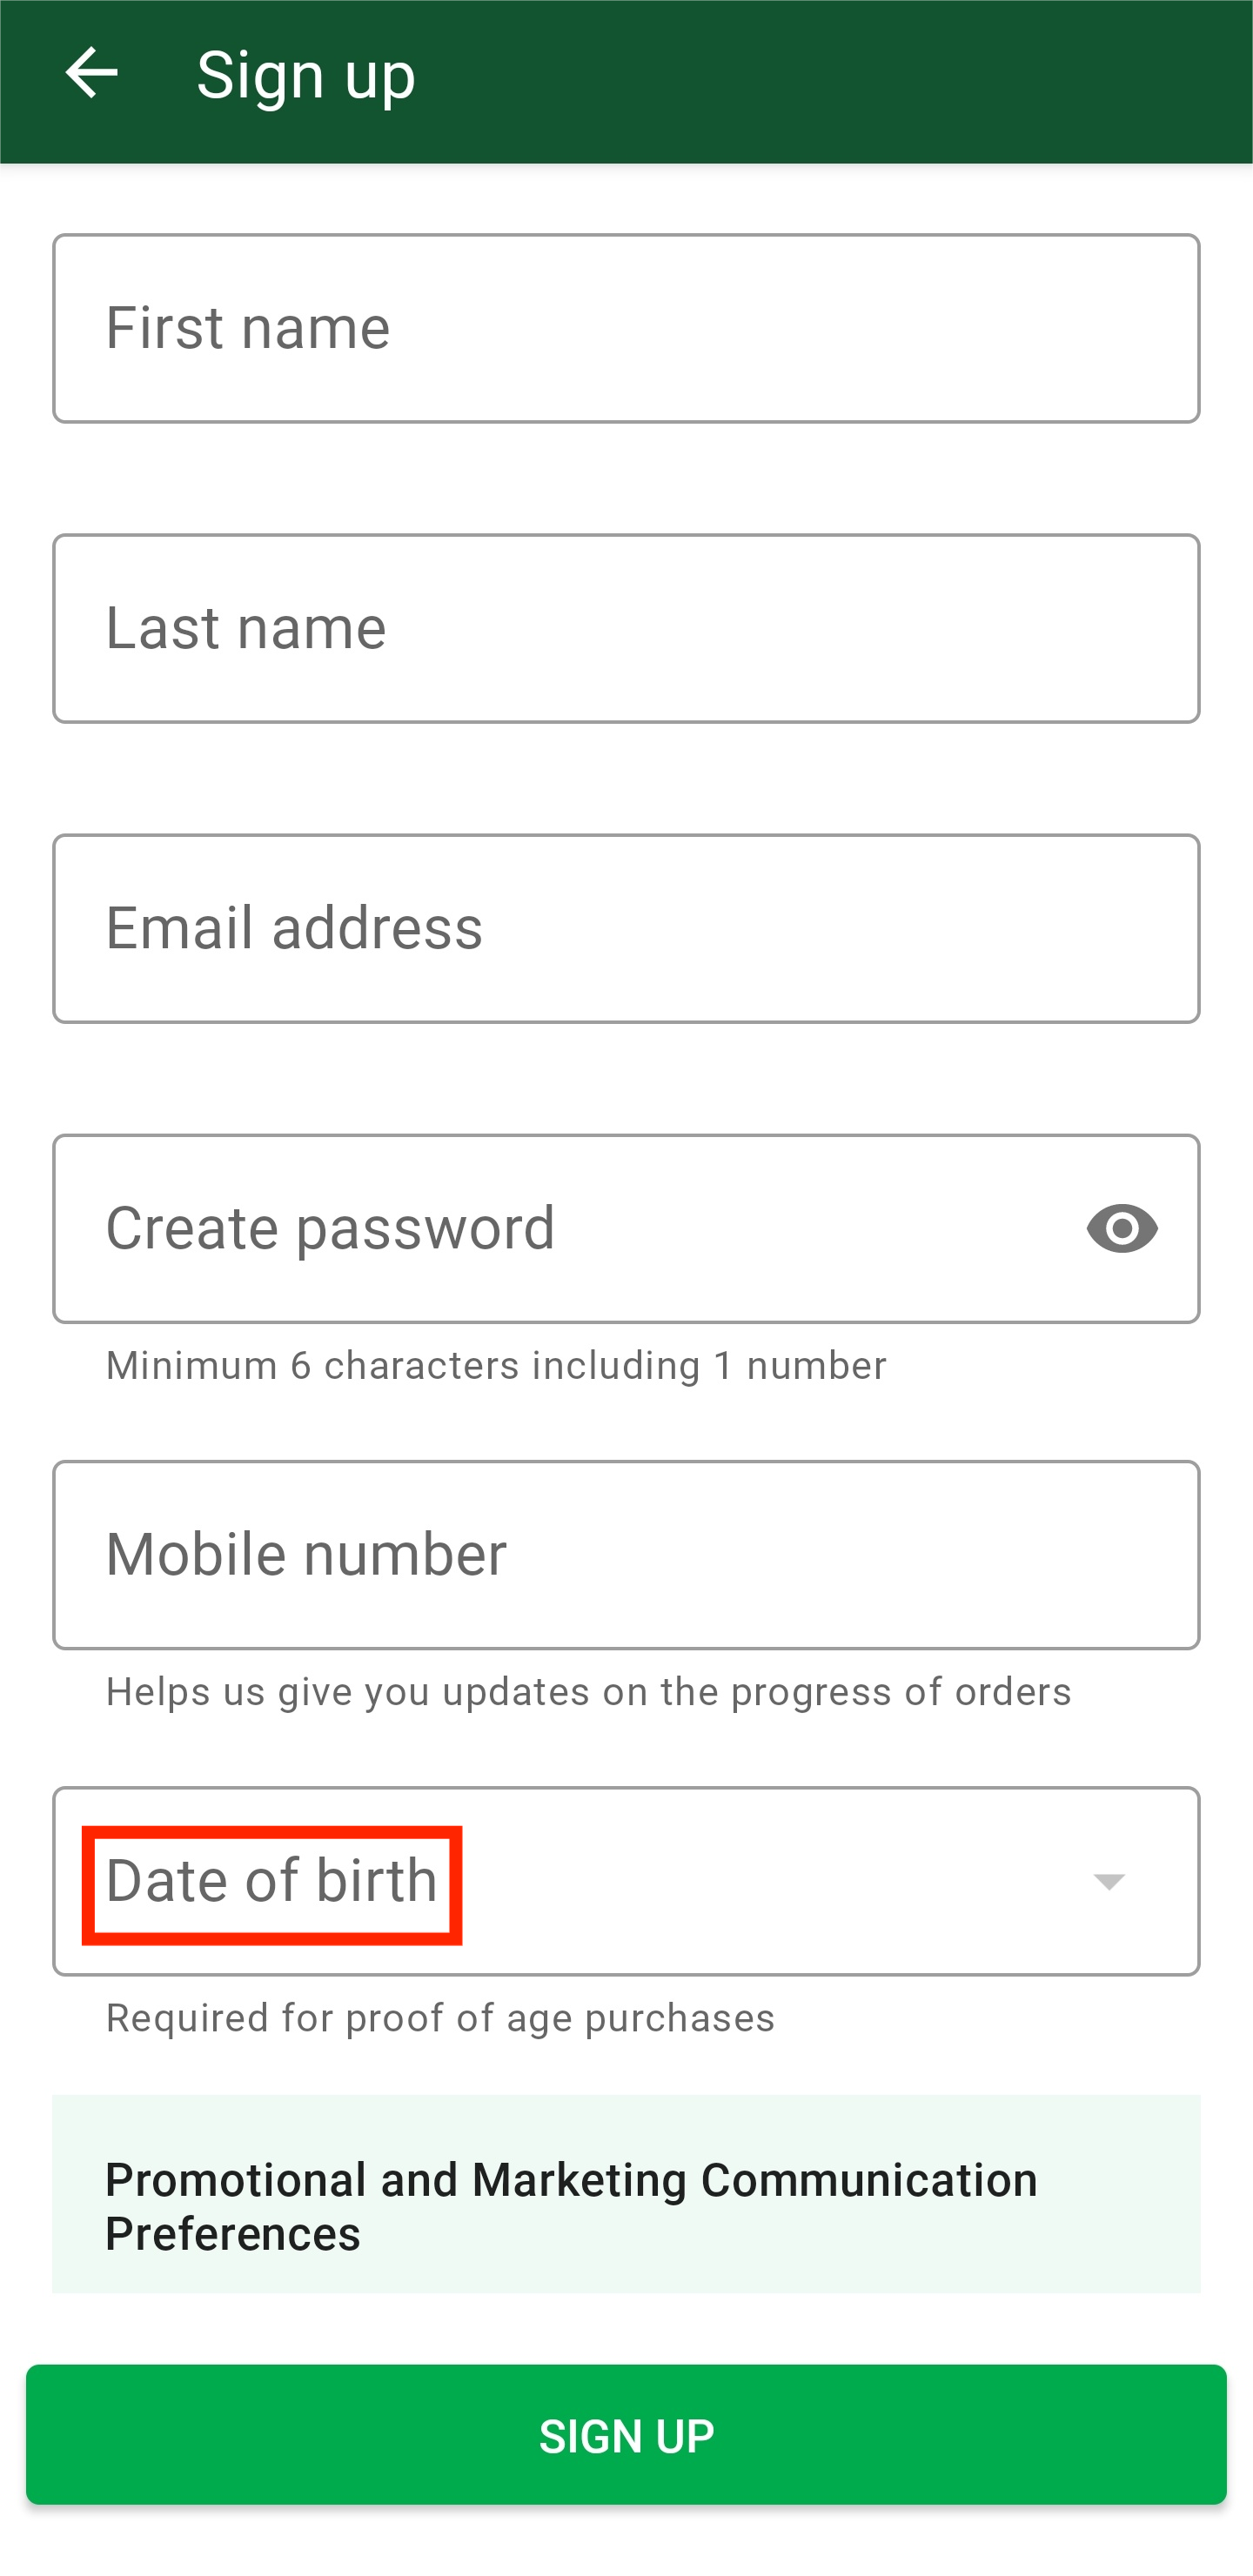 Sign up
First name
Last name
Email address
Create password
Minimum 6 characters including 1 number
Mobile number
Helps us give you updates on the progress of orders
Date of birth
Required for proof of age purchases
Promotional and Marketing Communication
Preferences
SIGN UP